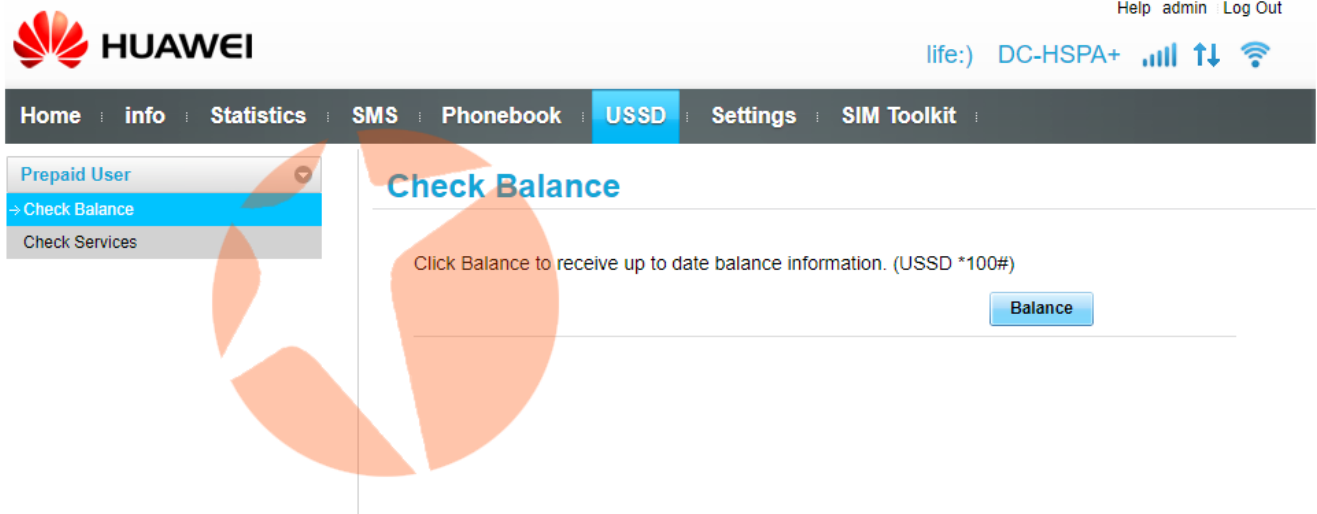 Help admin Log Out
HUAWEI
life:) DC-HSPA+
Home info Statistics SMS Phonebook USSD Settings SIM Toolkit
Prepaid User
Check Balance
Check Services
Check Balance
Click Balance to receive up to date balance information. (USSD *100#)
Balance